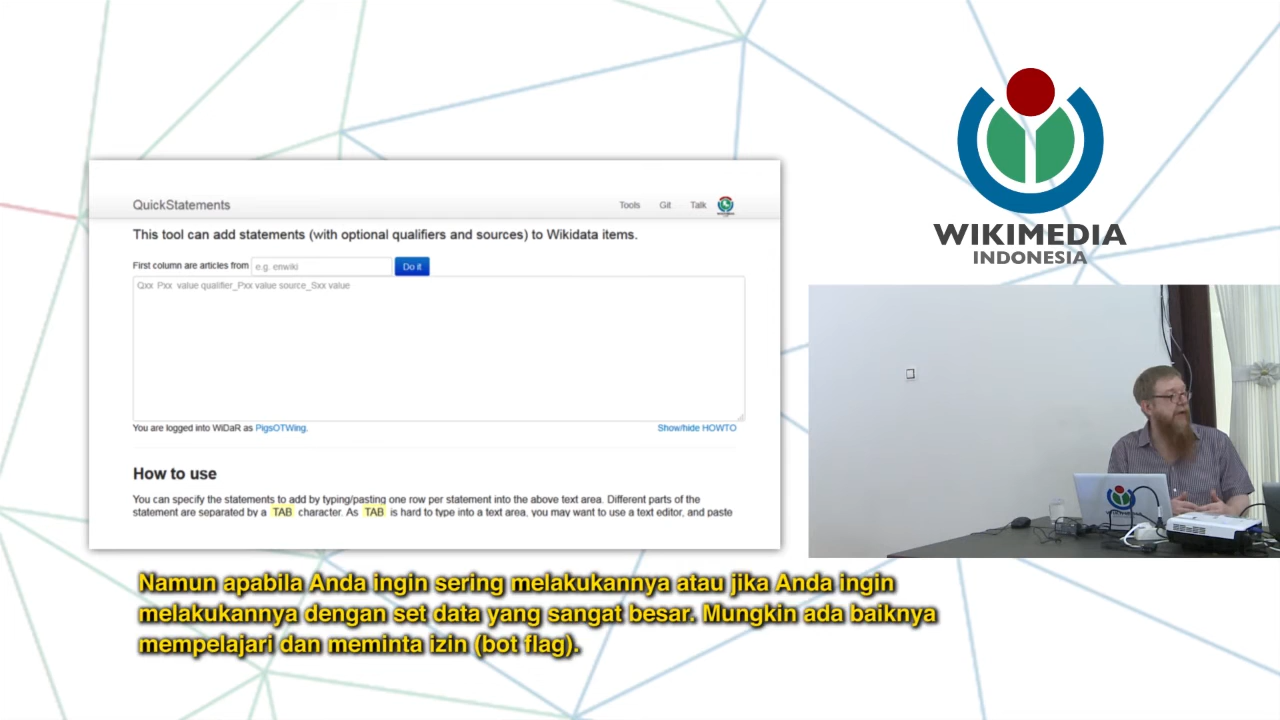 WIKIMEDIA
INDONESIA
QuickStatements
Tools Git Talk
This tool can add statements (with optional qualifiers and sources) to Wikidata items.
First column are articles from e.g. enwiki Do it
Qxx Pxx value qualifier_Pxx value source_Sxx value
You are logged into WiDaR as PigsOTWing.
Show/hide HOWTO
How to use
You can specify the statements to add by typing/pasting one row per statement into the above text area. Different parts of the
statement are separated by a TAB character. As TAB is hard to type into a text area, you may want to use a text editor, and paste
Namun apabila Anda ingin sering melakukannya atau jika Anda ingin
melakukannya dengan set data yang sangat besar. Mungkin ada baiknya
mempelajari dan meminta izin (bot flag).